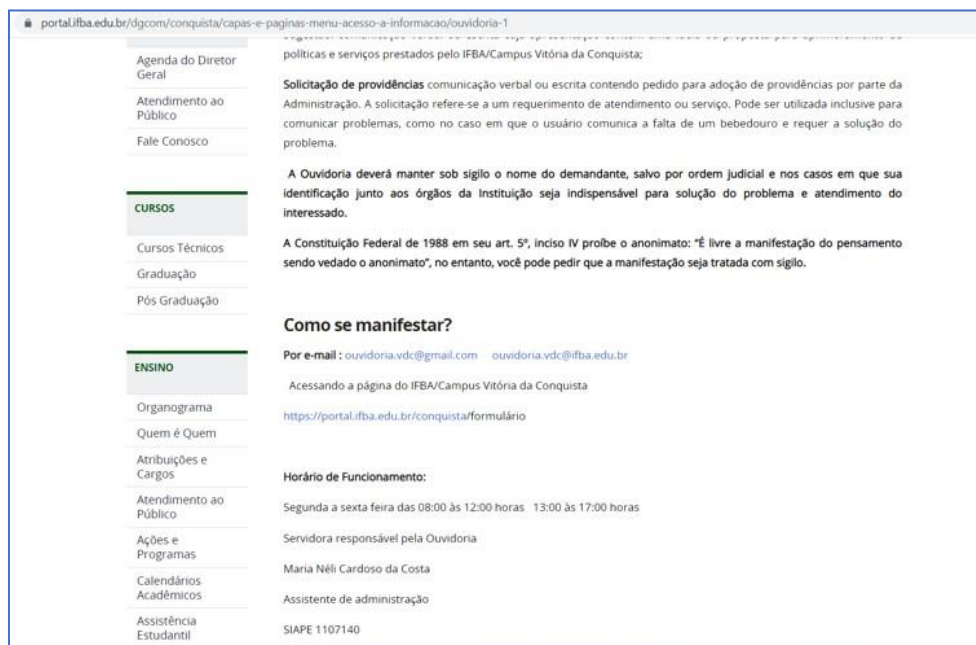 portal.ifba.edu.br/dgcom/conquista/capas-e-paginas-menu-acesso-a-informacao/ouvidoria-1
Agenda do Diretor
Geral
Atendimento ao
Público
Fale Conosco
CURSOS
Cursos Técnicos
Graduação
Pós Graduação
ENSINO
Organograma
Quem é Quem
Atribuições e
Cargos
Atendimento ao
Público
Ações e
Programas
Calendários
Acadêmicos
Assistência
Estudantil
políticas e serviços prestados pelo IFBA/Campus Vitória da Conquista;
Solicitação de providências comunicação verbal ou escrita contendo pedido para adoção de providências por parte da
Administração. A solicitação refere-se a um requerimento de atendimento ou serviço. Pode ser utilizada inclusive para
comunicar problemas, como no caso em que o usuário comunica a falta de um bebedouro e requer a solução do
problema.
A Ouvidoria deverá manter sob sigilo o nome do demandante, salvo por ordem judicial e nos casos em que sua
identificação junto aos órgãos da Instituição seja indispensável para solução do problema e atendimento do
interessado.
A Constituição Federal de 1988 em seu art. 5º, inciso IV proíbe o anonimato: "É livre a manifestação do pensamento
sendo vedado o anonimato", no entanto, você pode pedir que a manifestação seja tratada com sigilo.
Como se manifestar?
Por e-mail : ouvidoria.vdc@gmail.com ouvidoria.vdc@ifba.edu.br
Acessando a página do IFBA/Campus Vitória da Conquista
https://portal.ifba.edu.br/conquista/formulário
Horário de Funcionamento:
Segunda a sexta feira das 08:00 às 12:00 horas 13:00 às 17:00 horas
Servidora responsável pela Ouvidoria
Maria Néli Cardoso da Costa
Assistente de administração
SIAPE 1107140